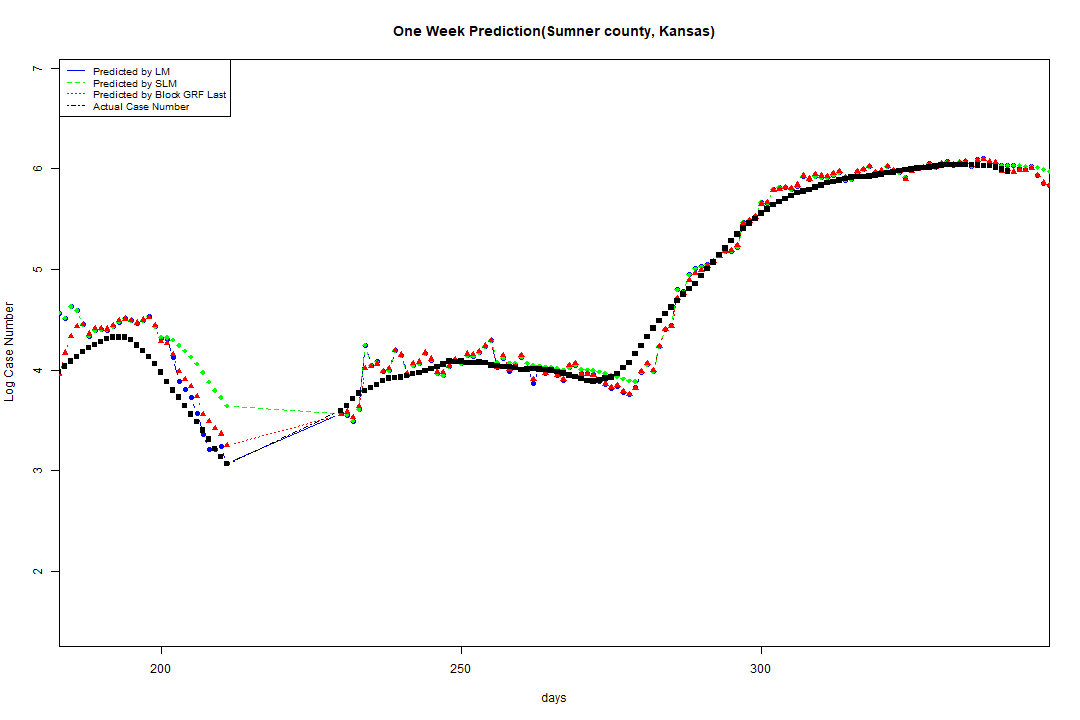 One Week Prediction(Sumner county, Kansas)
Predicted by LM
Predicted by SLM
Predicted by Block GRF Last
Actual Case Number
7
6
5
4
3
2
Log Case Number
200
250
300
days